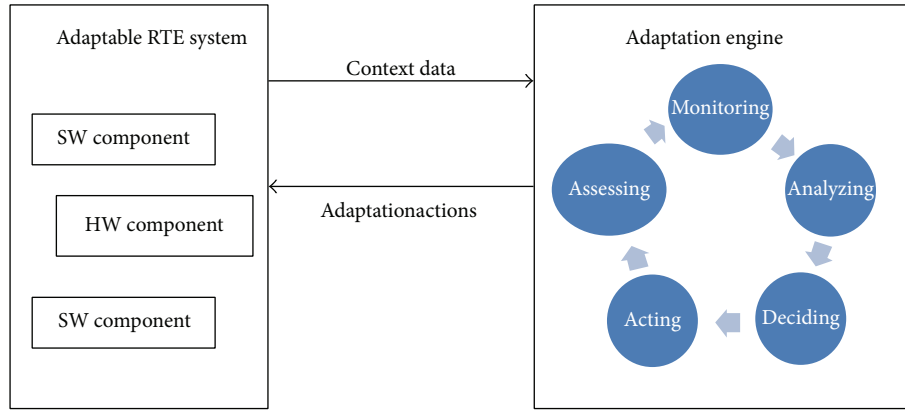 Adaptable RTE system
SW component
HW component
SW component
Context data
Adaptationactions
Adaptation engine
Monitoring
Analyzing
Deciding
Acting
Assessing